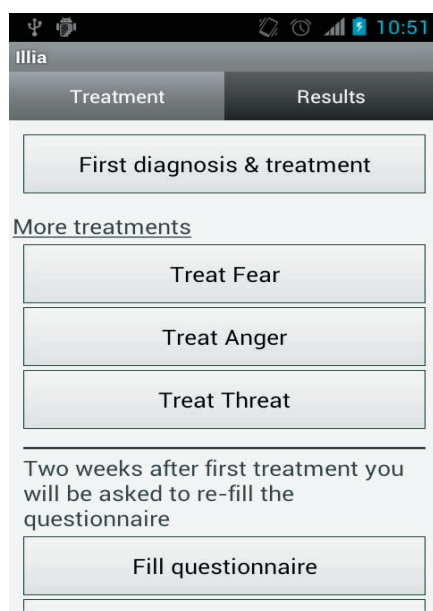 10:51
Illia
Treatment Results
First diagnosis & treatment
More treatments
Treat Fear
Treat Anger
Treat Threat
Two weeks after first treatment you
will be asked to re-fill the
questionnaire
Fill questionnaire